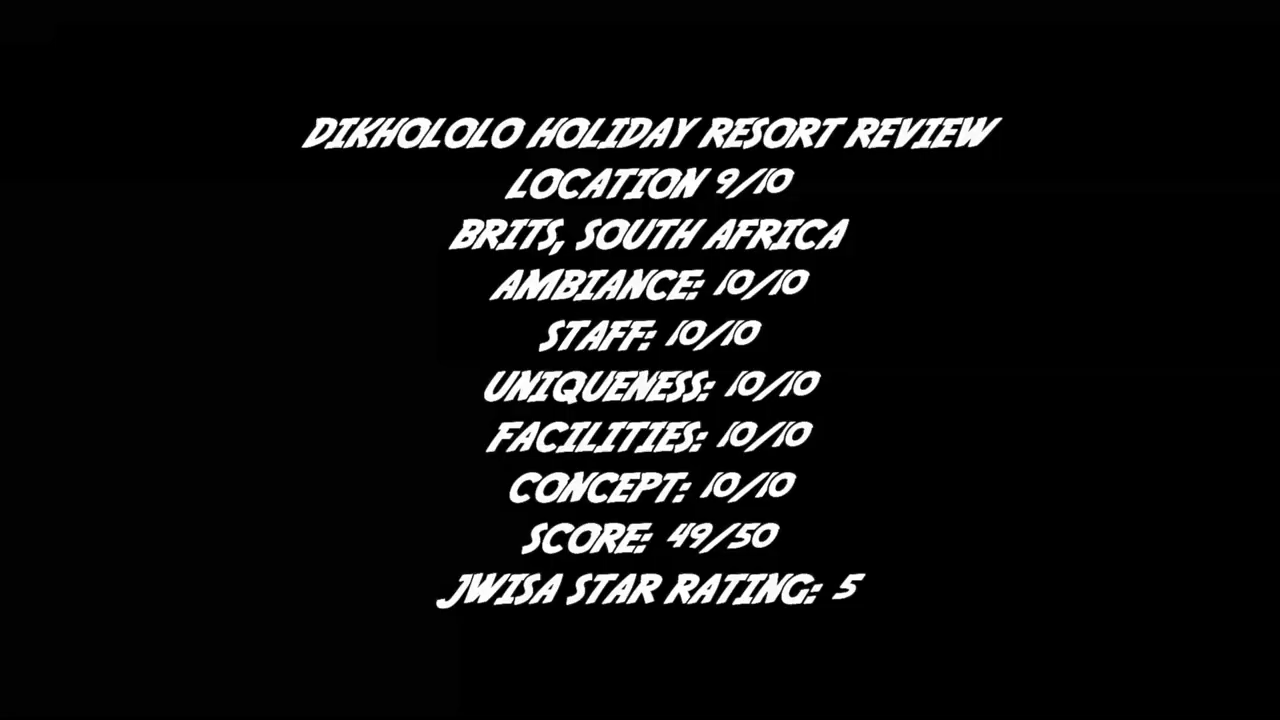 DIKHOLOLO HOLIDAY RESORT REVIEW
LOCATION 9/10
BRITS, SOUTH AFRICA
AMBIANCE: 10/10
STAFF: 10/10
UNIQUENESS: 10/10
FACILITIES: 10/10
CONCEPT: 10/10
SCORE: 49/50
JWISA STAR RATING: 5